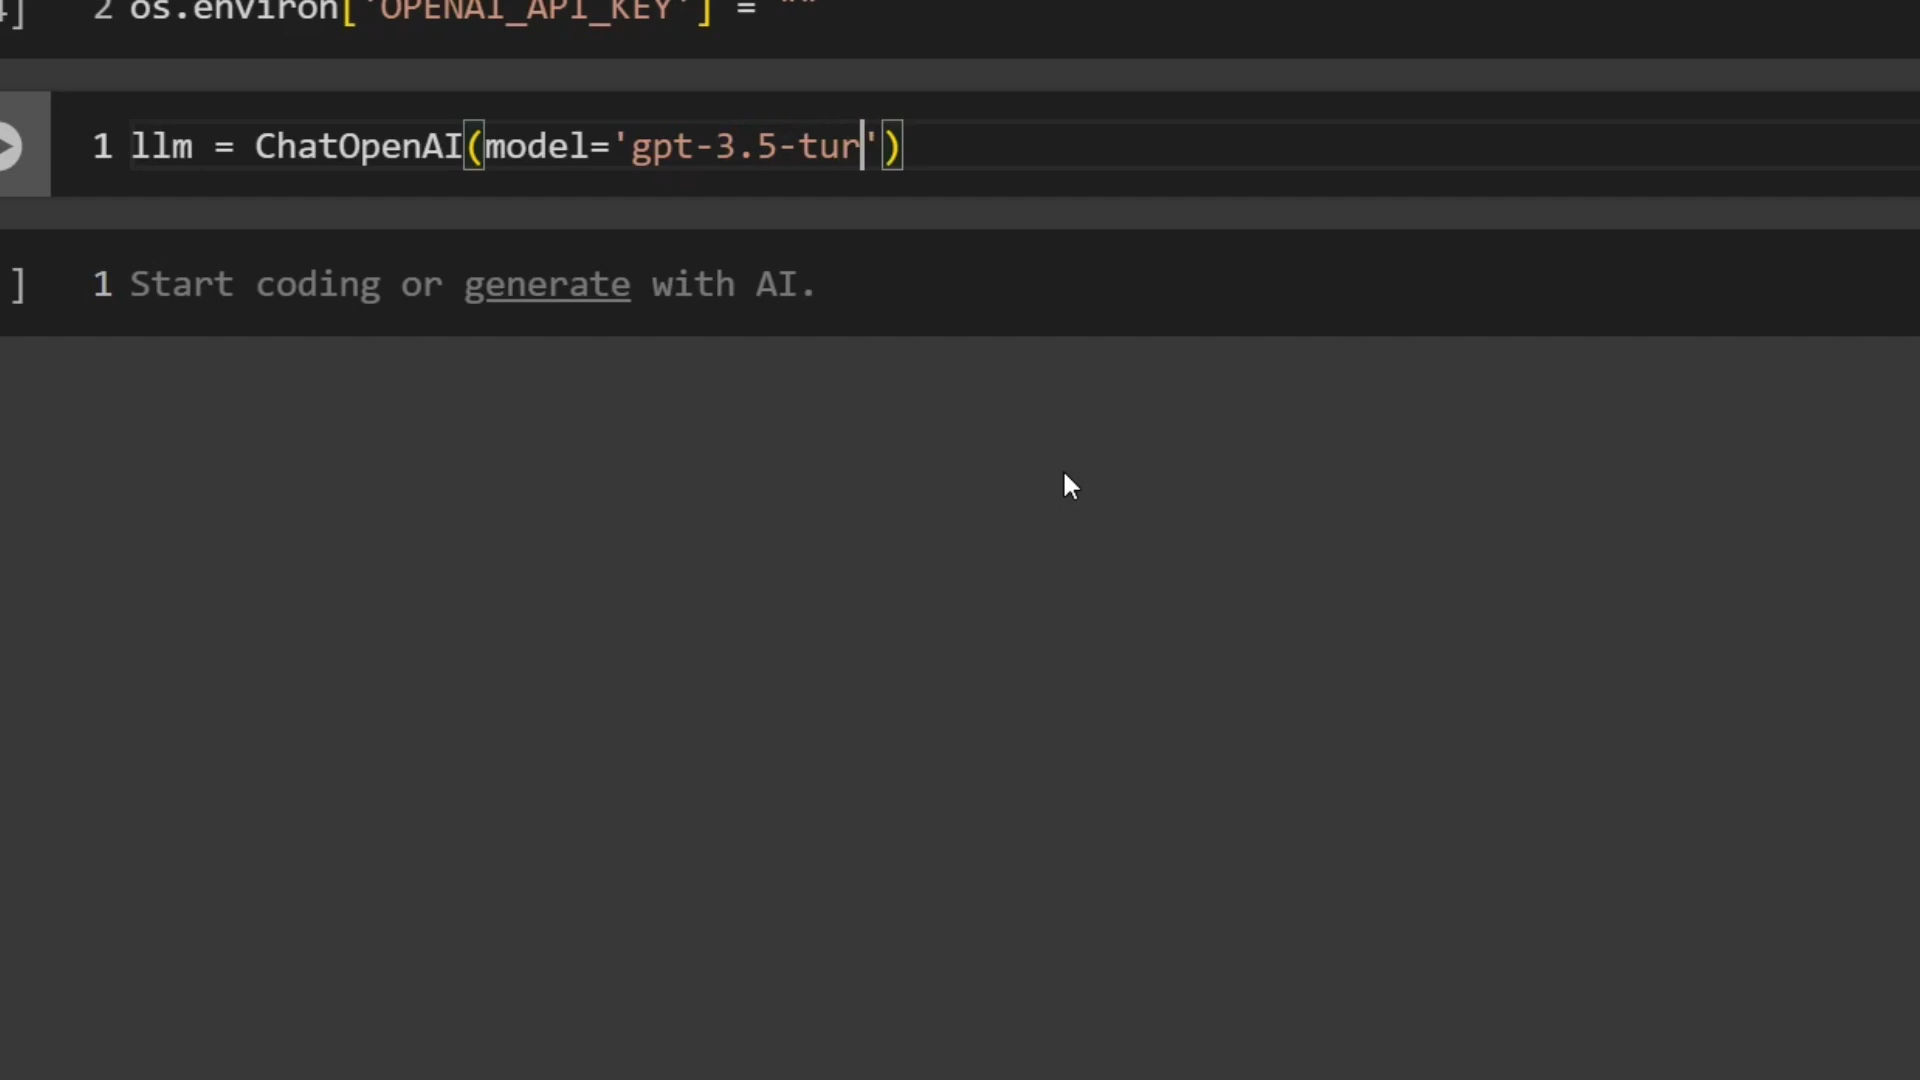 4]
2 os.environ['OPENAI_API_KEY'] = ""
1 llm = ChatOpenAI(model='gpt-3.5-tur')
] 1 Start coding or generate with AI.